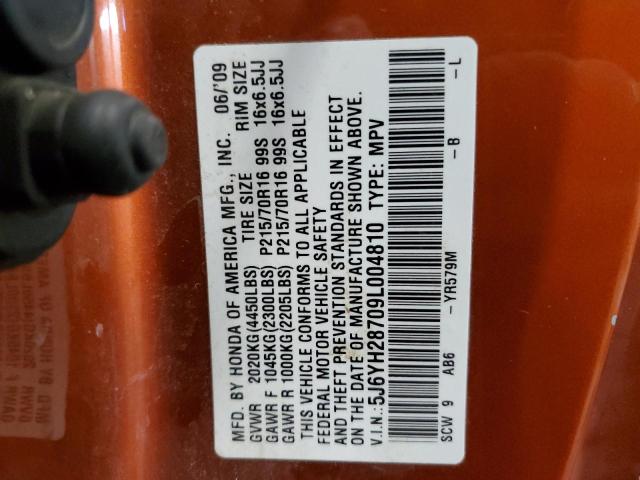 MFD. BY HONDA OF AMERICA MFG., INC. 06/'09
GVWR 2020KG(4450LBS) TIRE SIZE RIM SIZE
GAWR F 1045KG(2300LBS) P215/70R16 99S 16x6.5JJ
GAWR R 1000KG(2205LBS) P215/70R16 99S 16x6.5JJ
THIS VEHICLE CONFORMS TO ALL APPLICABLE
FEDERAL MOTOR VEHICLE SAFETY
AND THEFT PREVENTION STANDARDS IN EFFECT
ON THE DATE OF MANUFACTURE SHOWN ABOVE.
V.I.N.:5J6YH28709L004810 TYPE: MPV
SCW 9 AB6 -YR579M -B -L